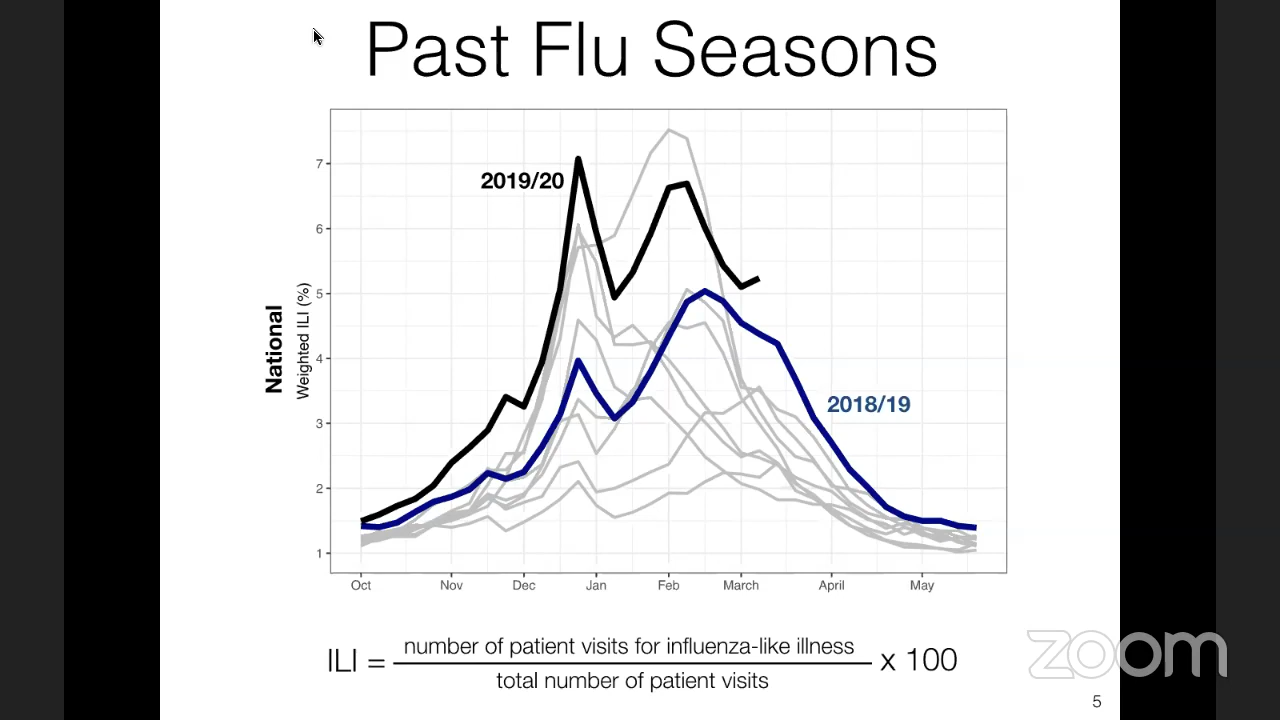 Past Flu Seasons
National
Weighted ILI (%)
7
6
5
4
3
2
1
2019/20
2018/19
Oct
Nov
Dec
Jan
Feb
March
April
May
ILI = number of patient visits for influenza-like illness
total number of patient visits
x 100
zoom
5